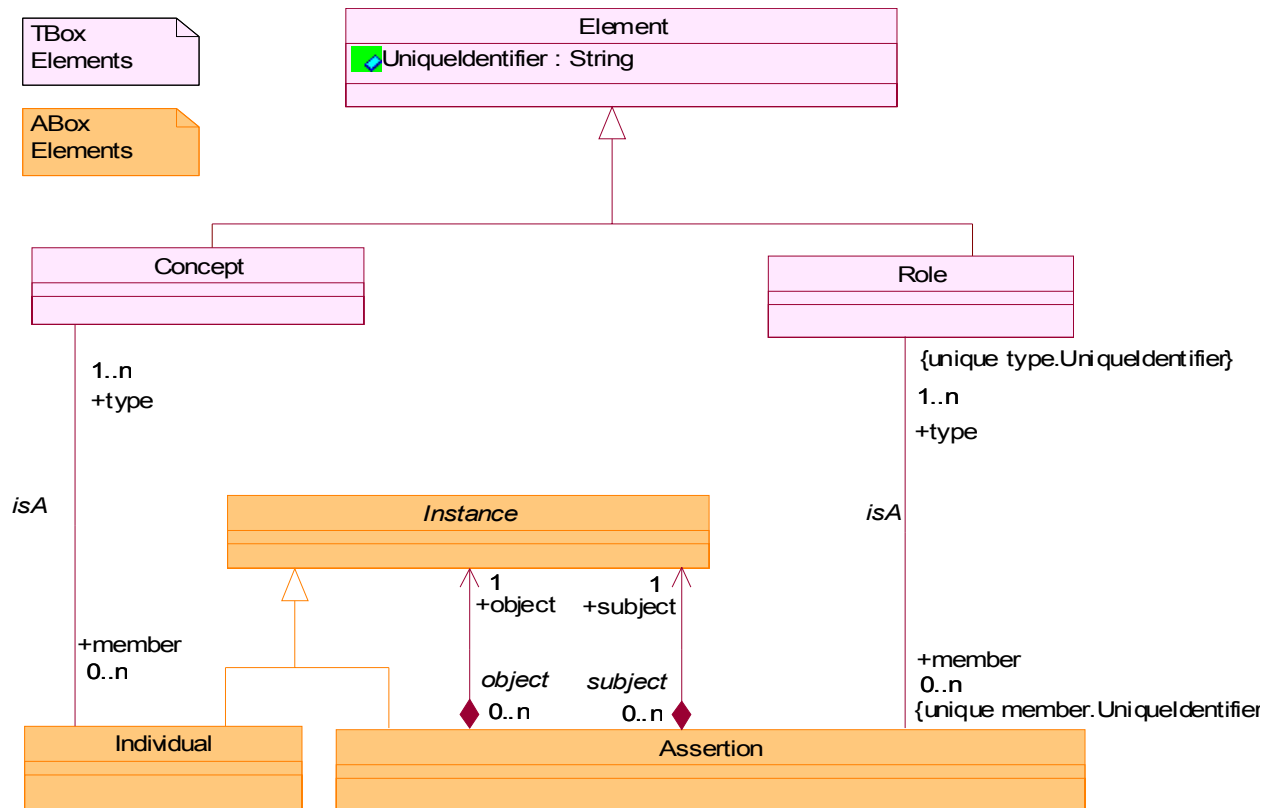 TBox
Elements
Element
UniqueIdentifier : String
ABox
Elements
Concept
Role
1..n
+type
{unique type.UniqueIdentifier}
1..n
+type
isA
Instance
isA
1
+object
1
+subject
+member
0..n
object
0..n
subject
0..n
+member
0..n
{unique member.UniqueIdentifier
Individual
Assertion